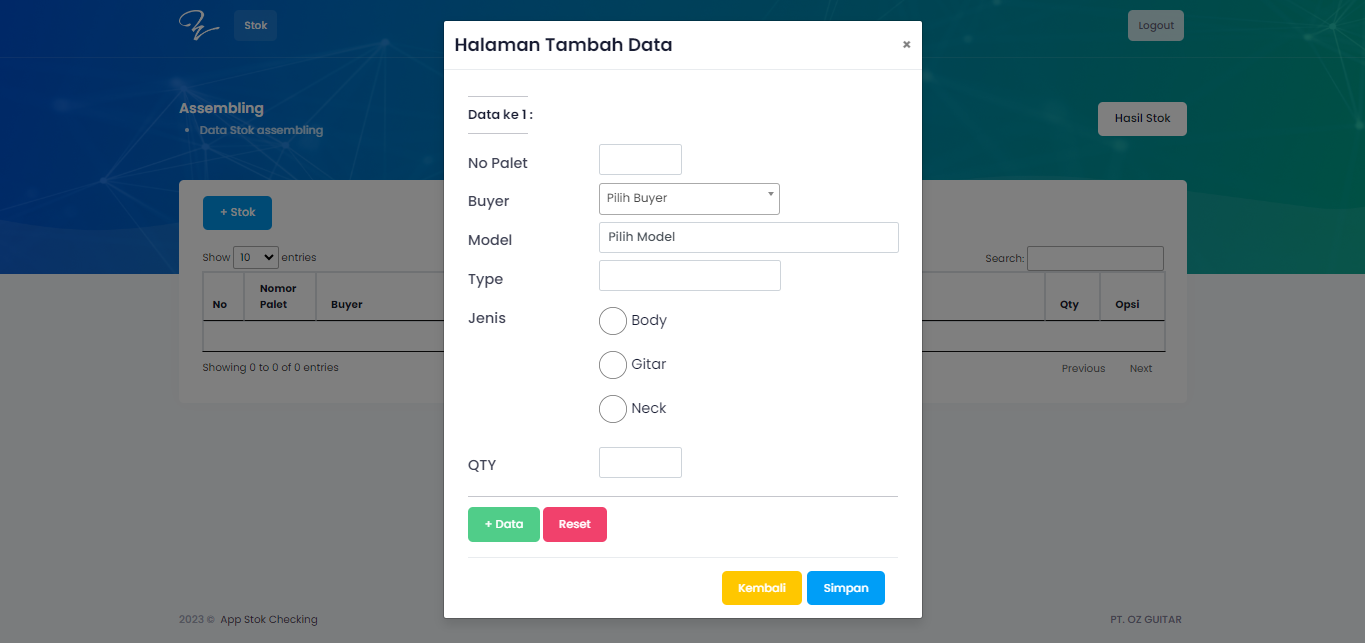 Stok
Logout
Halaman Tambah Data
×
Assembling
Data Stok assembling
Hasil Stok
+ Stok
Show 10 entries
Search:
No
Nomor
Palet
Buyer
Qty
Opsi
Showing 0 to 0 of 0 entries
Previous
Next
Data ke 1 :
No Palet
Buyer
Pilih Buyer
Model
Pilih Model
Type
Jenis
Body
Gitar
Neck
QTY
+ Data
Reset
Kembali
Simpan
2023 © App Stok Checking
PT. OZ GUITAR